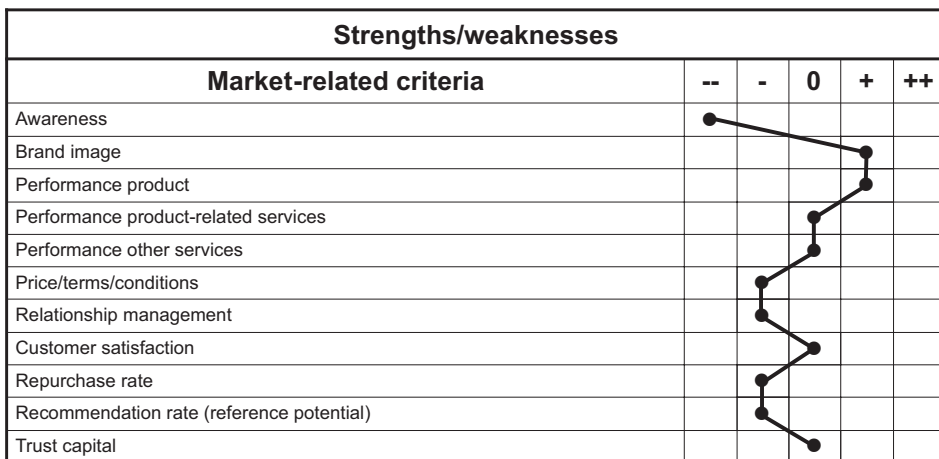 Strengths/weaknesses
Market-related criteria -- - 0 + ++
Awareness
Brand image
Performance product
Performance product-related services
Performance other services
Price/terms/conditions
Relationship management
Customer satisfaction
Repurchase rate
Recommendation rate (reference potential)
Trust capital